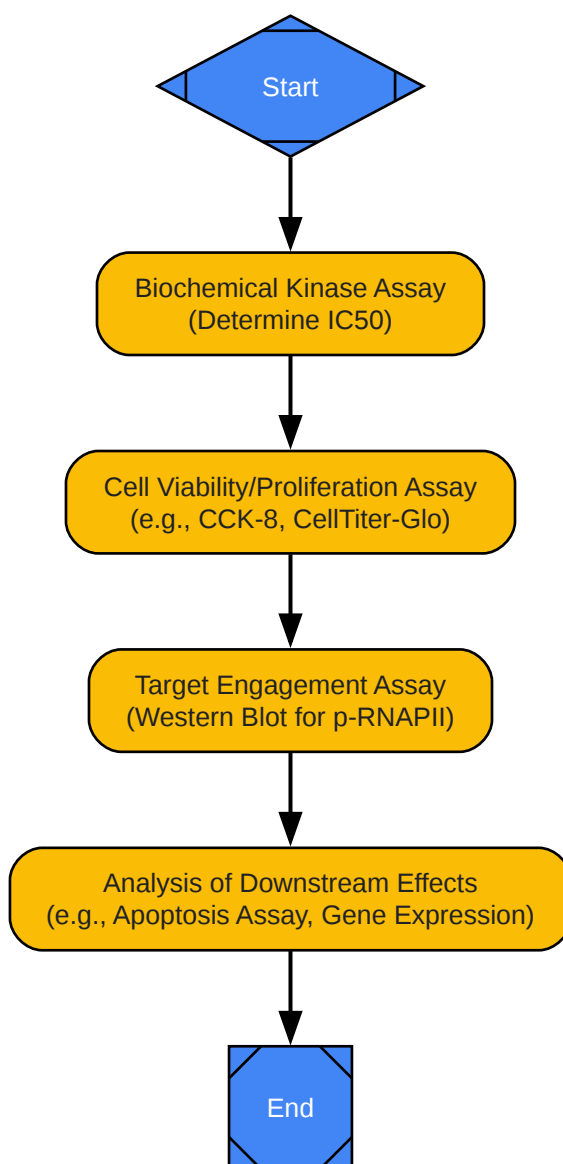 Start
Biochemical Kinase Assay
(Determine IC50)
Cell Viability/Proliferation Assay
(e.g., CCK-8, CellTiter-Glo)
Target Engagement Assay
(Western Blot for p-RNAPII)
Analysis of Downstream Effects
(e.g., Apoptosis Assay, Gene Expression)
End